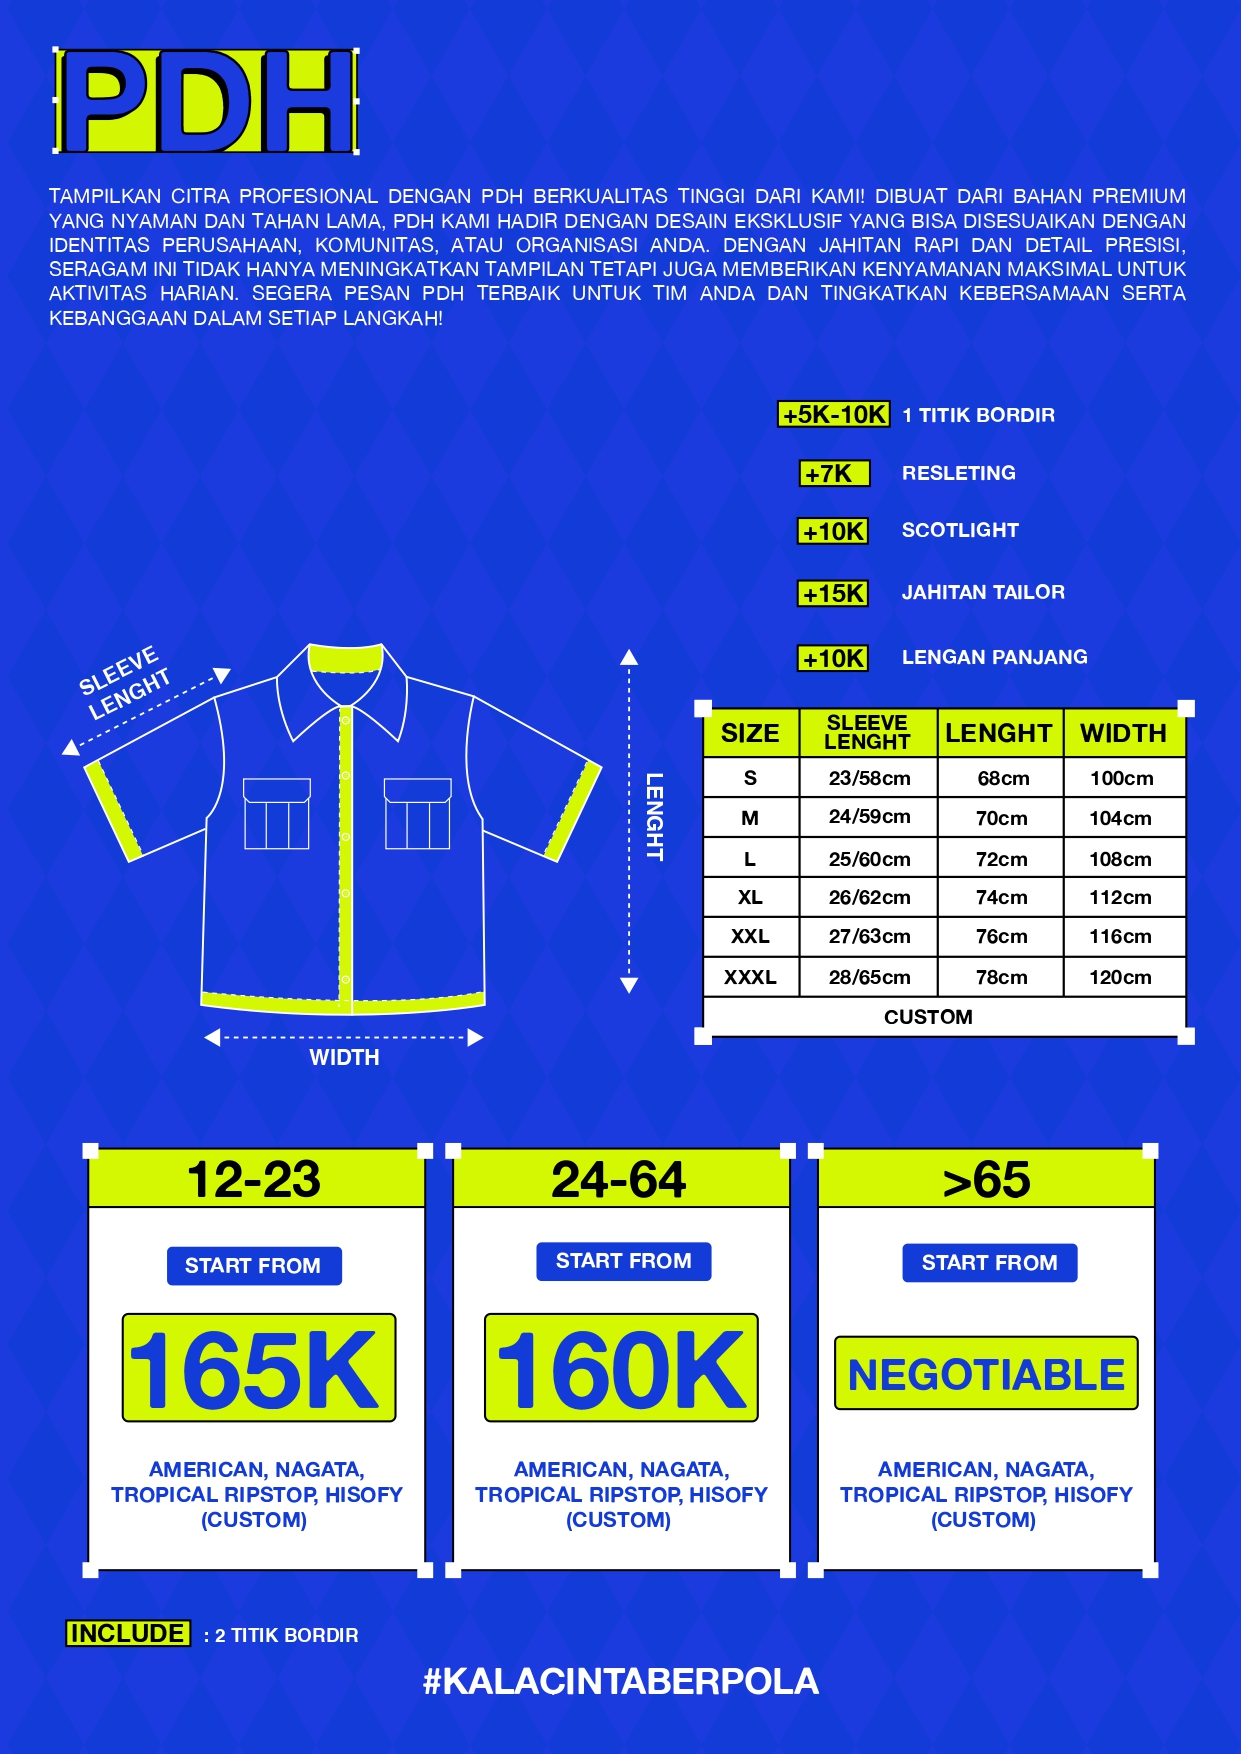 PDH
TAMPILKAN CITRA PROFESIONAL DENGAN PDH BERKUALITAS TINGGI DARI KAMI! DIBUAT DARI BAHAN PREMIUM
YANG NYAMAN DAN TAHAN LAMA, PDH KAMI HADIR DENGAN DESAIN EKSKLUSIF YANG BISA DISESUAIKAN DENGAN
IDENTITAS PERUSAHAAN, KOMUNITAS, ATAU ORGANISASI ANDA. DENGAN JAHITAN RAPI DAN DETAIL PRESISI,
SERAGAM INI TIDAK HANYA MENINGKATKAN TAMPILAN TETAPI JUGA MEMBERIKAN KENYAMANAN MAKSIMAL UNTUK
AKTIVITAS HARIAN. SEGERA PESAN PDH TERBAIK UNTUK TIM ANDA DAN TINGKATKAN KEBERSAMAAN SERTA
KEBANGGAAN DALAM SETIAP LANGKAH!
+5K-10K 1 TITIK BORDIR
+7K RESLETING
+10K SCOTLIGHT
+15K JAHITAN TAILOR
+10K LENGAN PANJANG
SLEEVE
LENGHT
LENGHT
WIDTH
SIZE SLEEVE LENGHT LENGHT WIDTH
S 23/58cm 68cm 100cm
M 24/59cm 70cm 104cm
L 25/60cm 72cm 108cm
XL 26/62cm 74cm 112cm
XXL 27/63cm 76cm 116cm
XXXL 28/65cm 78cm 120cm
CUSTOM
12-23
START FROM
165K
AMERICAN, NAGATA,
TROPICAL RIPSTOP, HISOFY
(CUSTOM)
24-64
START FROM
160K
AMERICAN, NAGATA,
TROPICAL RIPSTOP, HISOFY
(CUSTOM)
>65
START FROM
NEGOTIABLE
AMERICAN, NAGATA,
TROPICAL RIPSTOP, HISOFY
(CUSTOM)
INCLUDE : 2 TITIK BORDIR
#KALACINTABERPOLA